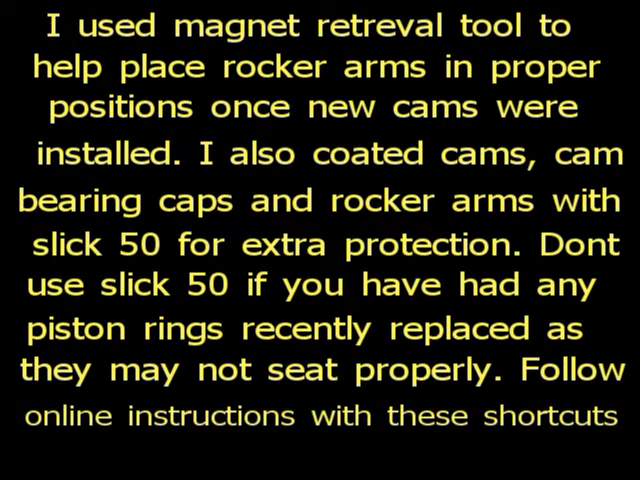 I used magnet retreval tool to
help place rocker arms in proper
positions once new cams were
installed. I also coated cams, cam
bearing caps and rocker arms with
slick 50 for extra protection. Dont
use slick 50 if you have had any
piston rings recently replaced as
they may not seat properly. Follow
online instructions with these shortcuts